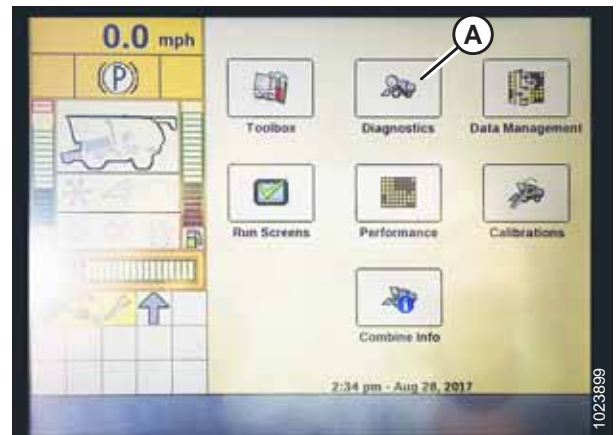 0.0 mph
A
(P)
Toolbox
Diagnostics
Data Management
Run Screens
Performance
Calibrations
Combine Info
2:34 pm - Aug 28, 2017
1023899